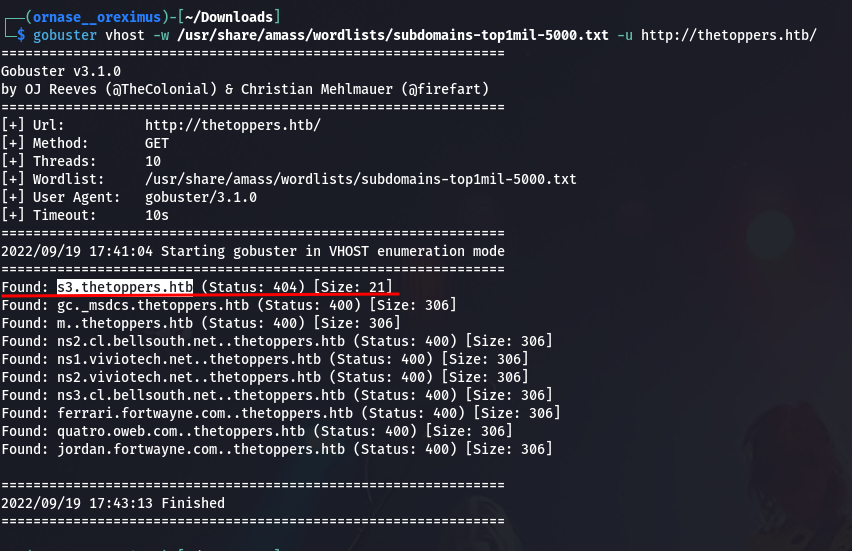 ┌──(ornase__oreximus)-[~/Downloads]
└─$ gobuster vhost -w /usr/share/amass/wordlists/subdomains-top1mil-5000.txt -u http://thetoppers.htb/
===============================================================
Gobuster v3.1.0
by OJ Reeves (@TheColonial) & Christian Mehlmauer (@firefart)
===============================================================
[+] Url:          http://thetoppers.htb/
[+] Method:       GET
[+] Threads:      10
[+] Wordlist:     /usr/share/amass/wordlists/subdomains-top1mil-5000.txt
[+] User Agent:   gobuster/3.1.0
[+] Timeout:      10s
===============================================================
2022/09/19 17:41:04 Starting gobuster in VHOST enumeration mode
===============================================================
Found: s3.thetoppers.htb (Status: 404) [Size: 21]
Found: gc._msdcs.thetoppers.htb (Status: 400) [Size: 306]
Found: m..thetoppers.htb (Status: 400) [Size: 306]
Found: ns2.cl.bellsouth.net..thetoppers.htb (Status: 400) [Size: 306]
Found: ns1.viviotech.net..thetoppers.htb (Status: 400) [Size: 306]
Found: ns2.viviotech.net..thetoppers.htb (Status: 400) [Size: 306]
Found: ns3.cl.bellsouth.net..thetoppers.htb (Status: 400) [Size: 306]
Found: ferrari.fortwayne.com..thetoppers.htb (Status: 400) [Size: 306]
Found: quatro.oweb.com..thetoppers.htb (Status: 400) [Size: 306]
Found: jordan.fortwayne.com..thetoppers.htb (Status: 400) [Size: 306]
===============================================================
2022/09/19 17:43:13 Finished
===============================================================